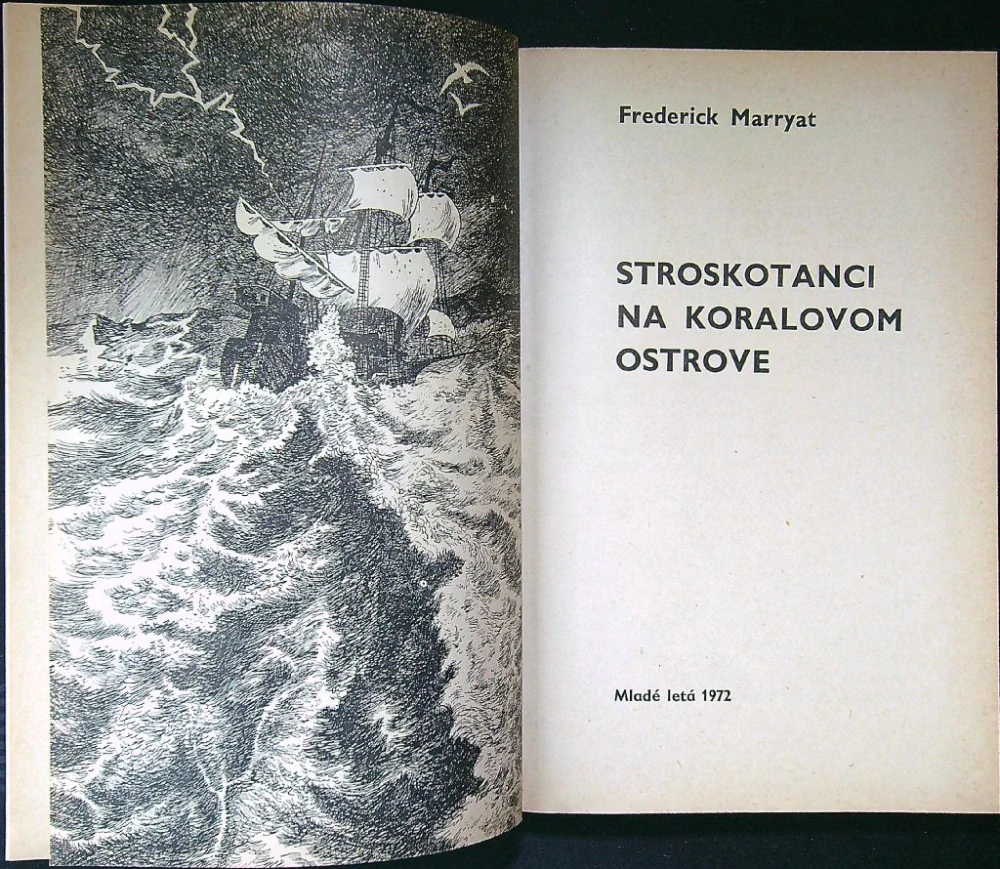 Frederick Marryat
STROSKOTANCI
NA KORALOVOM
OSTROVE
Mladé letá 1972